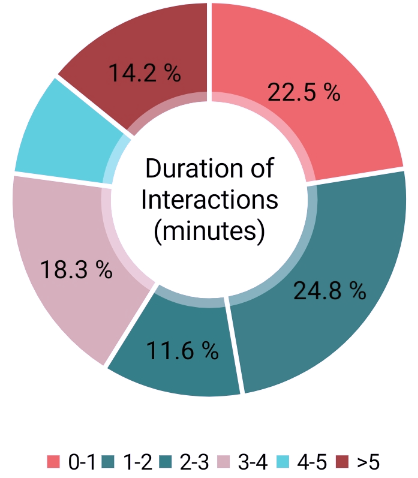 14.2 %
22.5 %
Duration of
Interactions
(minutes)
18.3 %
24.8 %
11.6 %
0-1 1-2 2-3 3-4 4-5 >5